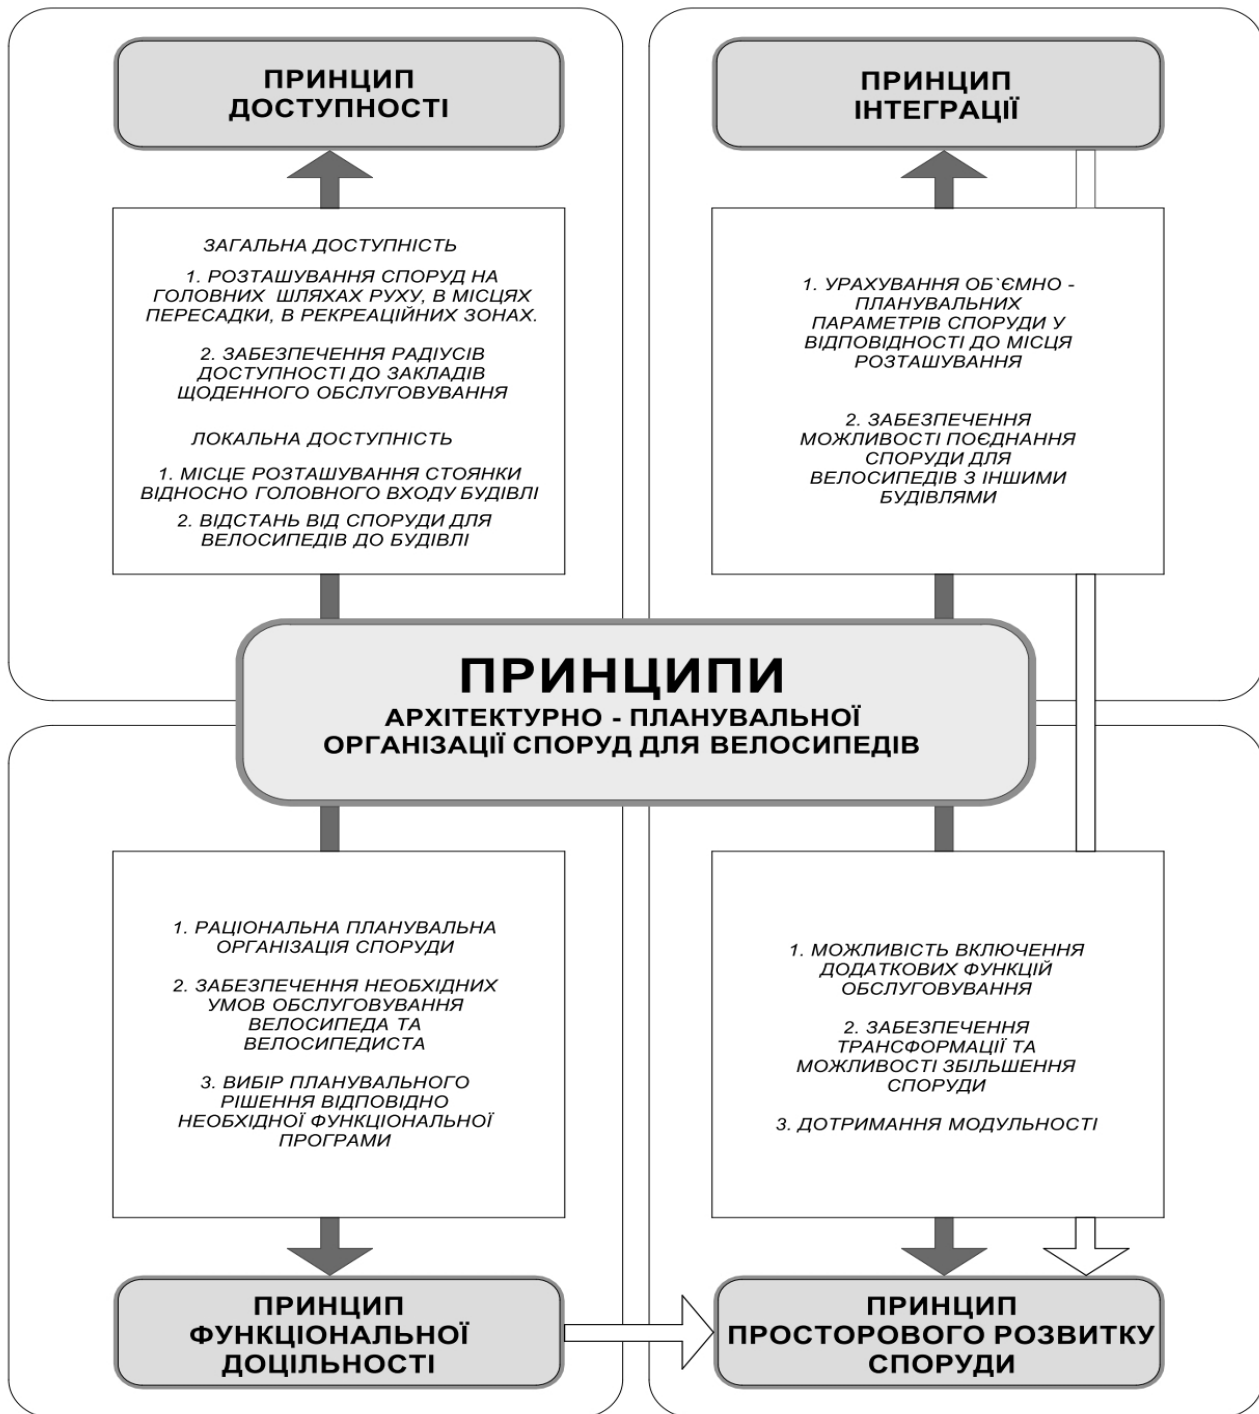 ПРИНЦИП
ДОСТУПНОСТІ
ЗАГАЛЬНА ДОСТУПНІСТЬ
1. РОЗТАШУВАННЯ СПОРУД НА
ГОЛОВНИХ ШЛЯХАХ РУХУ, В МІСЦЯХ
ПЕРЕСАДКИ, В РЕКРЕАЦІЙНИХ ЗОНАХ.
2. ЗАБЕЗПЕЧЕННЯ РАДІУСІВ
ДОСТУПНОСТІ ДО ЗАКЛАДІВ
ЩОДЕННОГО ОБСЛУГОВУВАННЯ
ЛОКАЛЬНА ДОСТУПНІСТЬ
1. МІСЦЕ РОЗТАШУВАННЯ СТОЯНКИ
ВІДНОСНО ГОЛОВНОГО ВХОДУ БУДІВЛІ
2. ВІДСТАНЬ ВІД СПОРУДИ ДЛЯ
ВЕЛОСИПЕДІВ ДО БУДІВЛІ
ПРИНЦИП
ІНТЕГРАЦІЇ
1. УРАХУВАННЯ ОБ`ЄМНО -
ПЛАНУВАЛЬНИХ
ПАРАМЕТРІВ СПОРУДИ У
ВІДПОВІДНОСТІ ДО МІСЦЯ
РОЗТАШУВАННЯ
2. ЗАБЕЗПЕЧЕННЯ
МОЖЛИВОСТІ ПОЄДНАННЯ
СПОРУДИ ДЛЯ
ВЕЛОСИПЕДІВ З ІНШИМИ
БУДІВЛЯМИ
ПРИНЦИПИ
АРХІТЕКТУРНО - ПЛАНУВАЛЬНОЇ
ОРГАНІЗАЦІЇ СПОРУД ДЛЯ ВЕЛОСИПЕДІВ
1. РАЦІОНАЛЬНА ПЛАНУВАЛЬНА
ОРГАНІЗАЦІЯ СПОРУДИ
2. ЗАБЕЗПЕЧЕННЯ НЕОБХІДНИХ
УМОВ ОБСЛУГОВУВАННЯ
ВЕЛОСИПЕДА ТА
ВЕЛОСИПЕДИСТА
3. ВИБІР ПЛАНУВАЛЬНОГО
РІШЕННЯ ВІДПОВІДНО
НЕОБХІДНОЇ ФУНКЦІОНАЛЬНОЇ
ПРОГРАМИ
ПРИНЦИП
ФУНКЦІОНАЛЬНОЇ
ДОЦІЛЬНОСТІ
1. МОЖЛИВІСТЬ ВКЛЮЧЕННЯ
ДОДАТКОВИХ ФУНКЦІЙ
ОБСЛУГОВУВАННЯ
2. ЗАБЕЗПЕЧЕННЯ
ТРАНСФОРМАЦІЇ ТА
МОЖЛИВОСТІ ЗБІЛЬШЕННЯ
СПОРУДИ
3. ДОТРИМАННЯ МОДУЛЬНОСТІ
ПРИНЦИП
ПРОСТОРОВОГО РОЗВИТКУ
СПОРУДИ